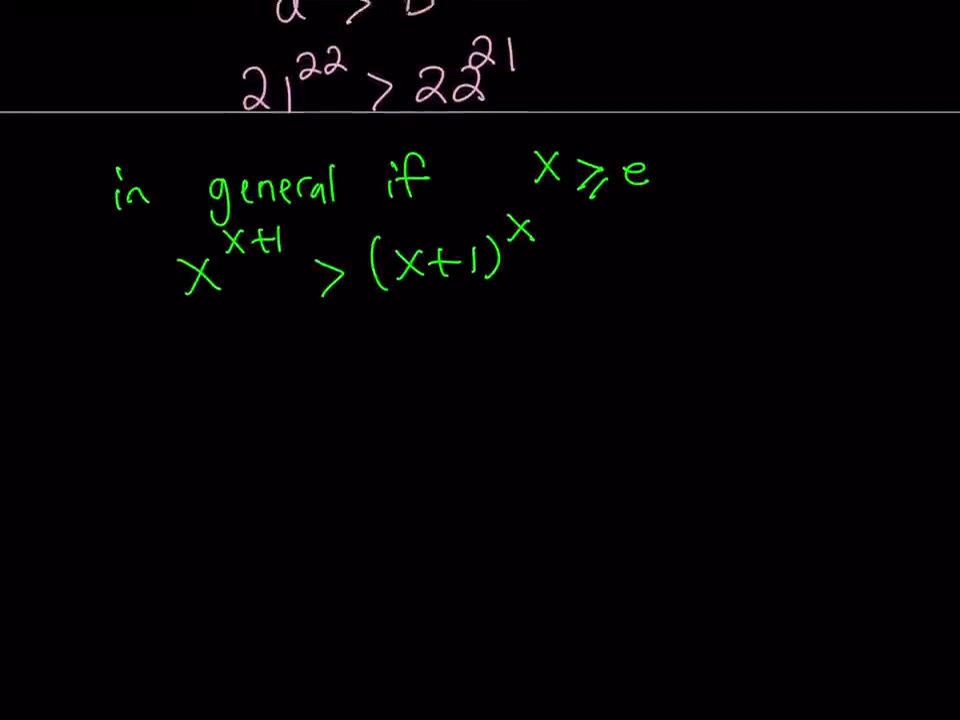 a > b
21^22 > 22^21
in general if x ⩾ e
x^x+1 > (x+1)^x